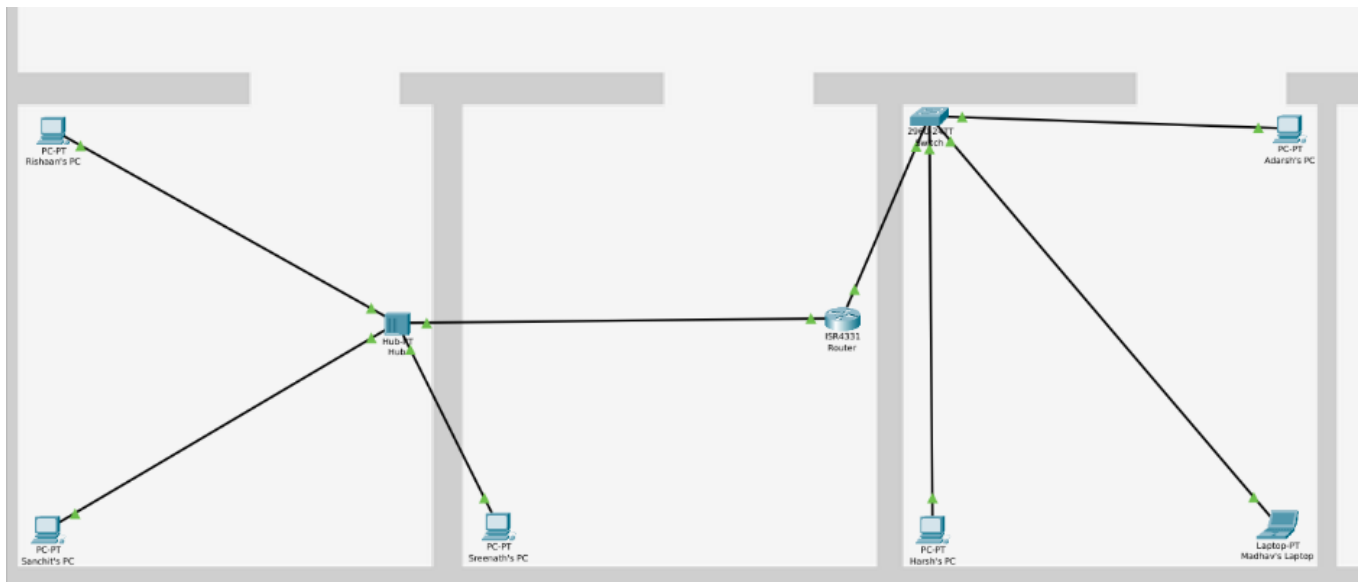 PC-PT
Rishaan's PC
Switch
PC-PT
Adarsh's PC
Hub-PT
Hub
ISR4331
Router
PC-PT
Sanchit's PC
PC-PT
Sreenath's PC
PC-PT
Harsh's PC
Laptop-PT
Madhav's Laptop